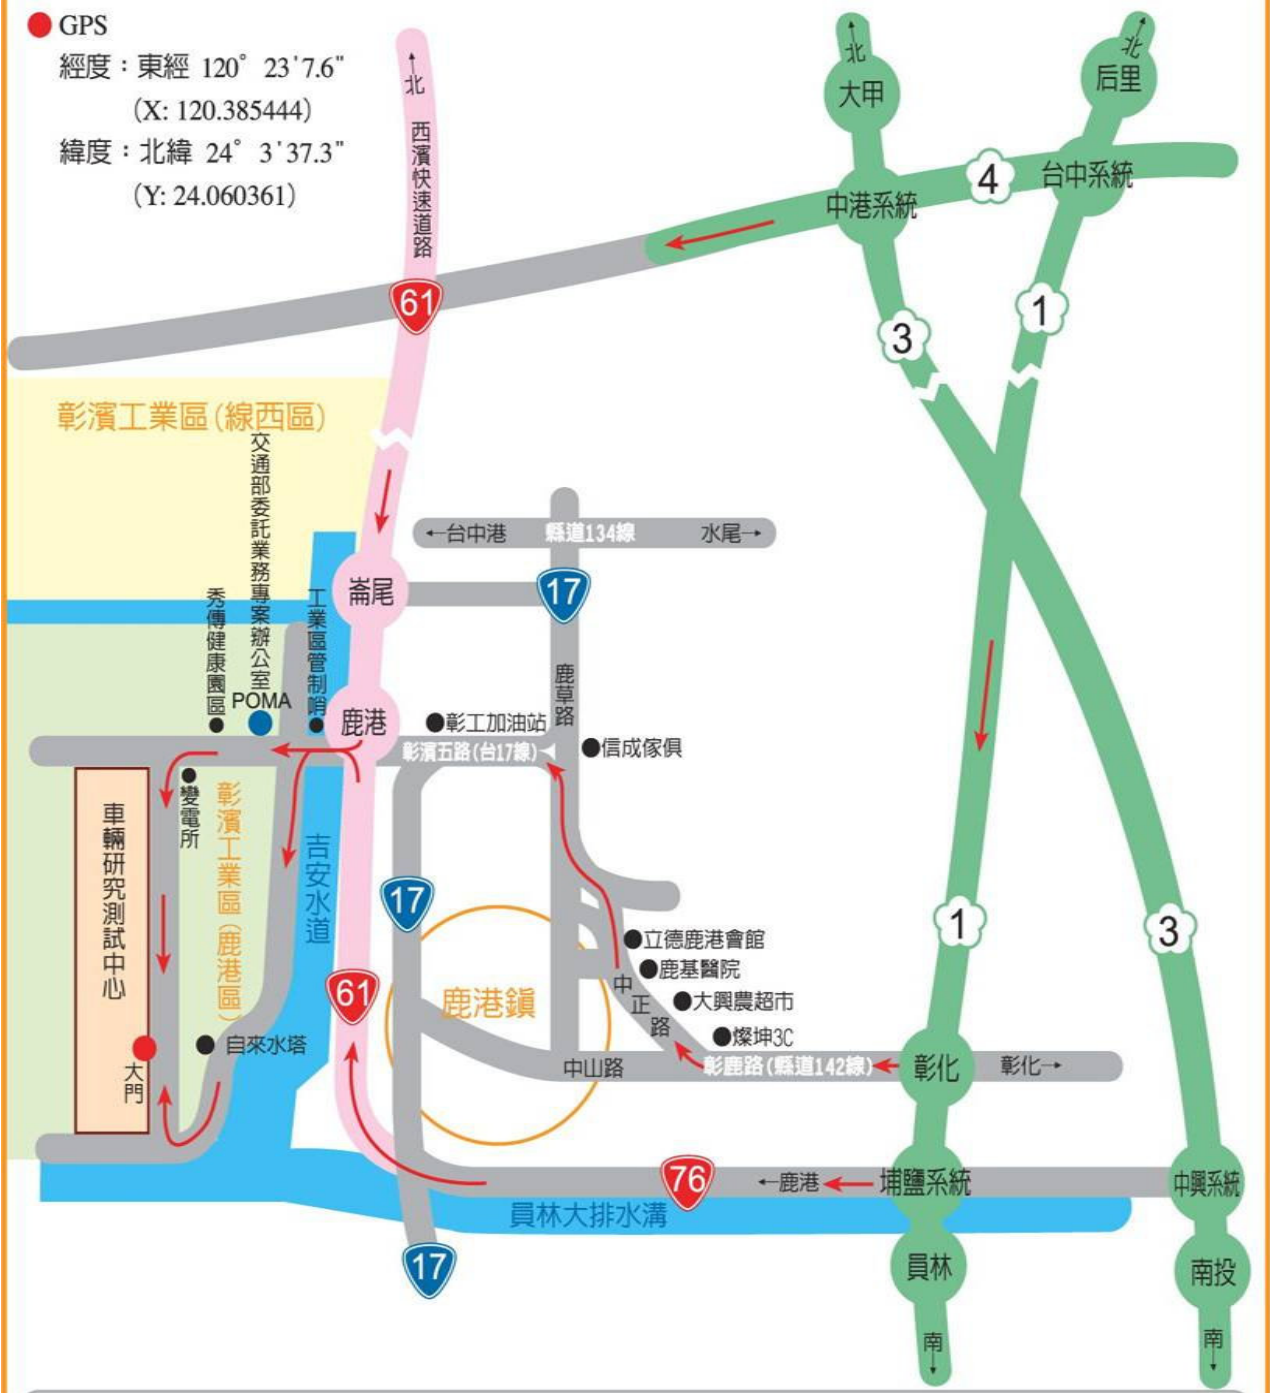 GPS
經度：東經 120° 23'7.6"
(X: 120.385444)
緯度：北緯 24° 3'37.3"
(Y: 24.060361)
←北
西濱快速道路
61
←北
大甲
←北
后里
4
台中系統
中港系統
3
1
彰濱工業區(線西區)
交通部委託業務專案辦公室
POMA
秀傳健康園區
工業區管制哨
崙尾
←台中港
縣道134線
水尾→
17
鹿草路
鹿港
彰工加油站
彰濱五路(台17線)
信成傢俱
車輛研究測試中心
變電所
彰濱工業區(鹿港區)
吉安水道
17
61
鹿港鎮
立德鹿港會館
鹿基醫院
大興農超市
燦坤3C
中正路
1
3
大門
自來水塔
中山路
彰鹿路(縣道142線)
彰化
彰化→
76
←鹿港
埔鹽系統
中興系統
員林大排水溝
17
員林
南投
南→
南→